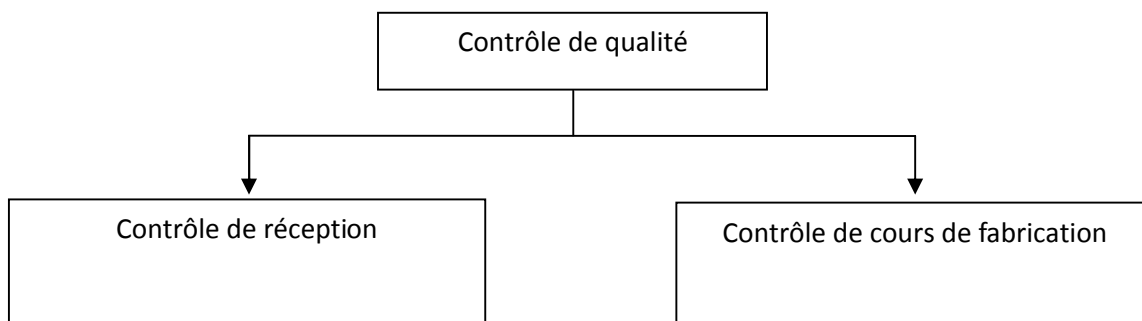 Contrôle de qualité
Contrôle de réception
Contrôle de cours de fabrication